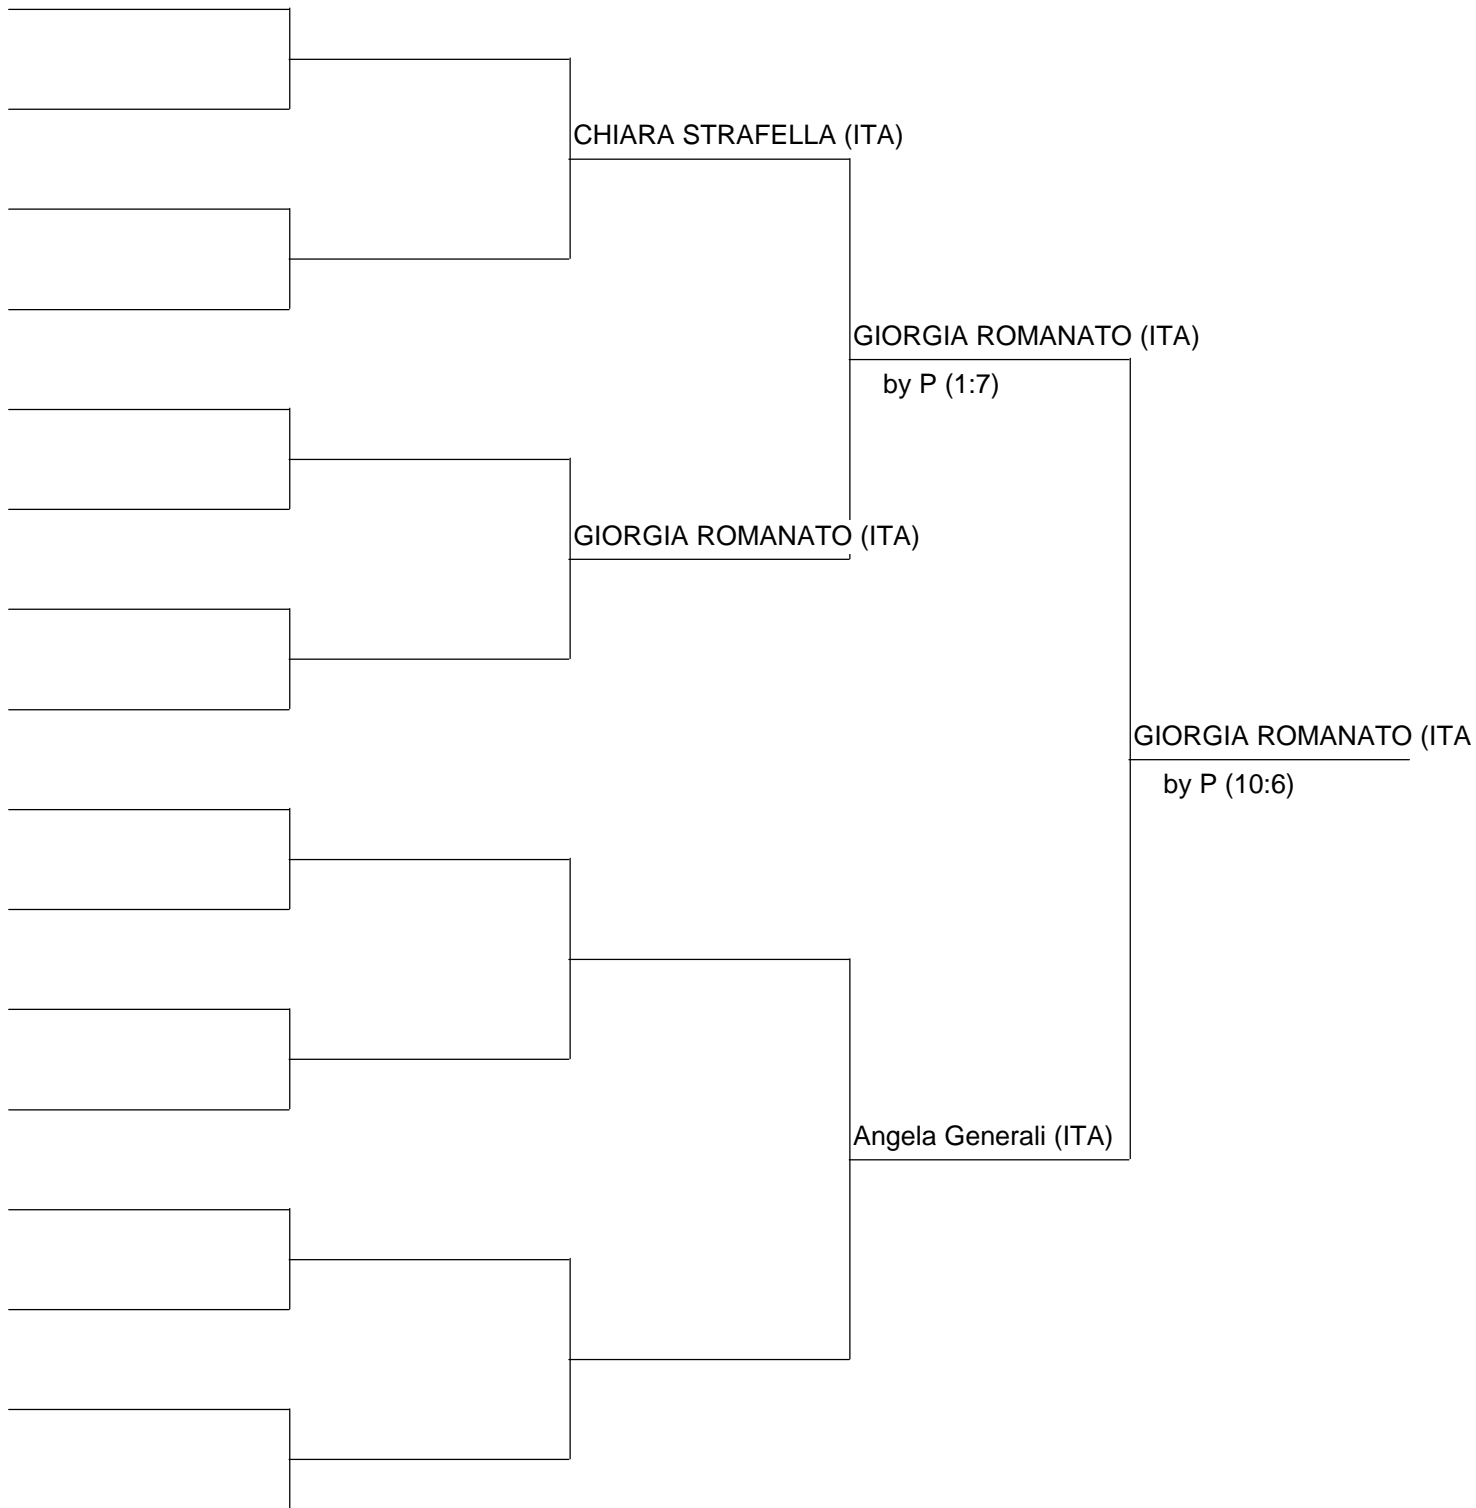 CHIARA STRAFELLA (ITA)
GIORGIA ROMANATO (ITA)
by P (1:7)
GIORGIA ROMANATO (ITA)
GIORGIA ROMANATO (ITA
by P (10:6)
Angela Generali (ITA)